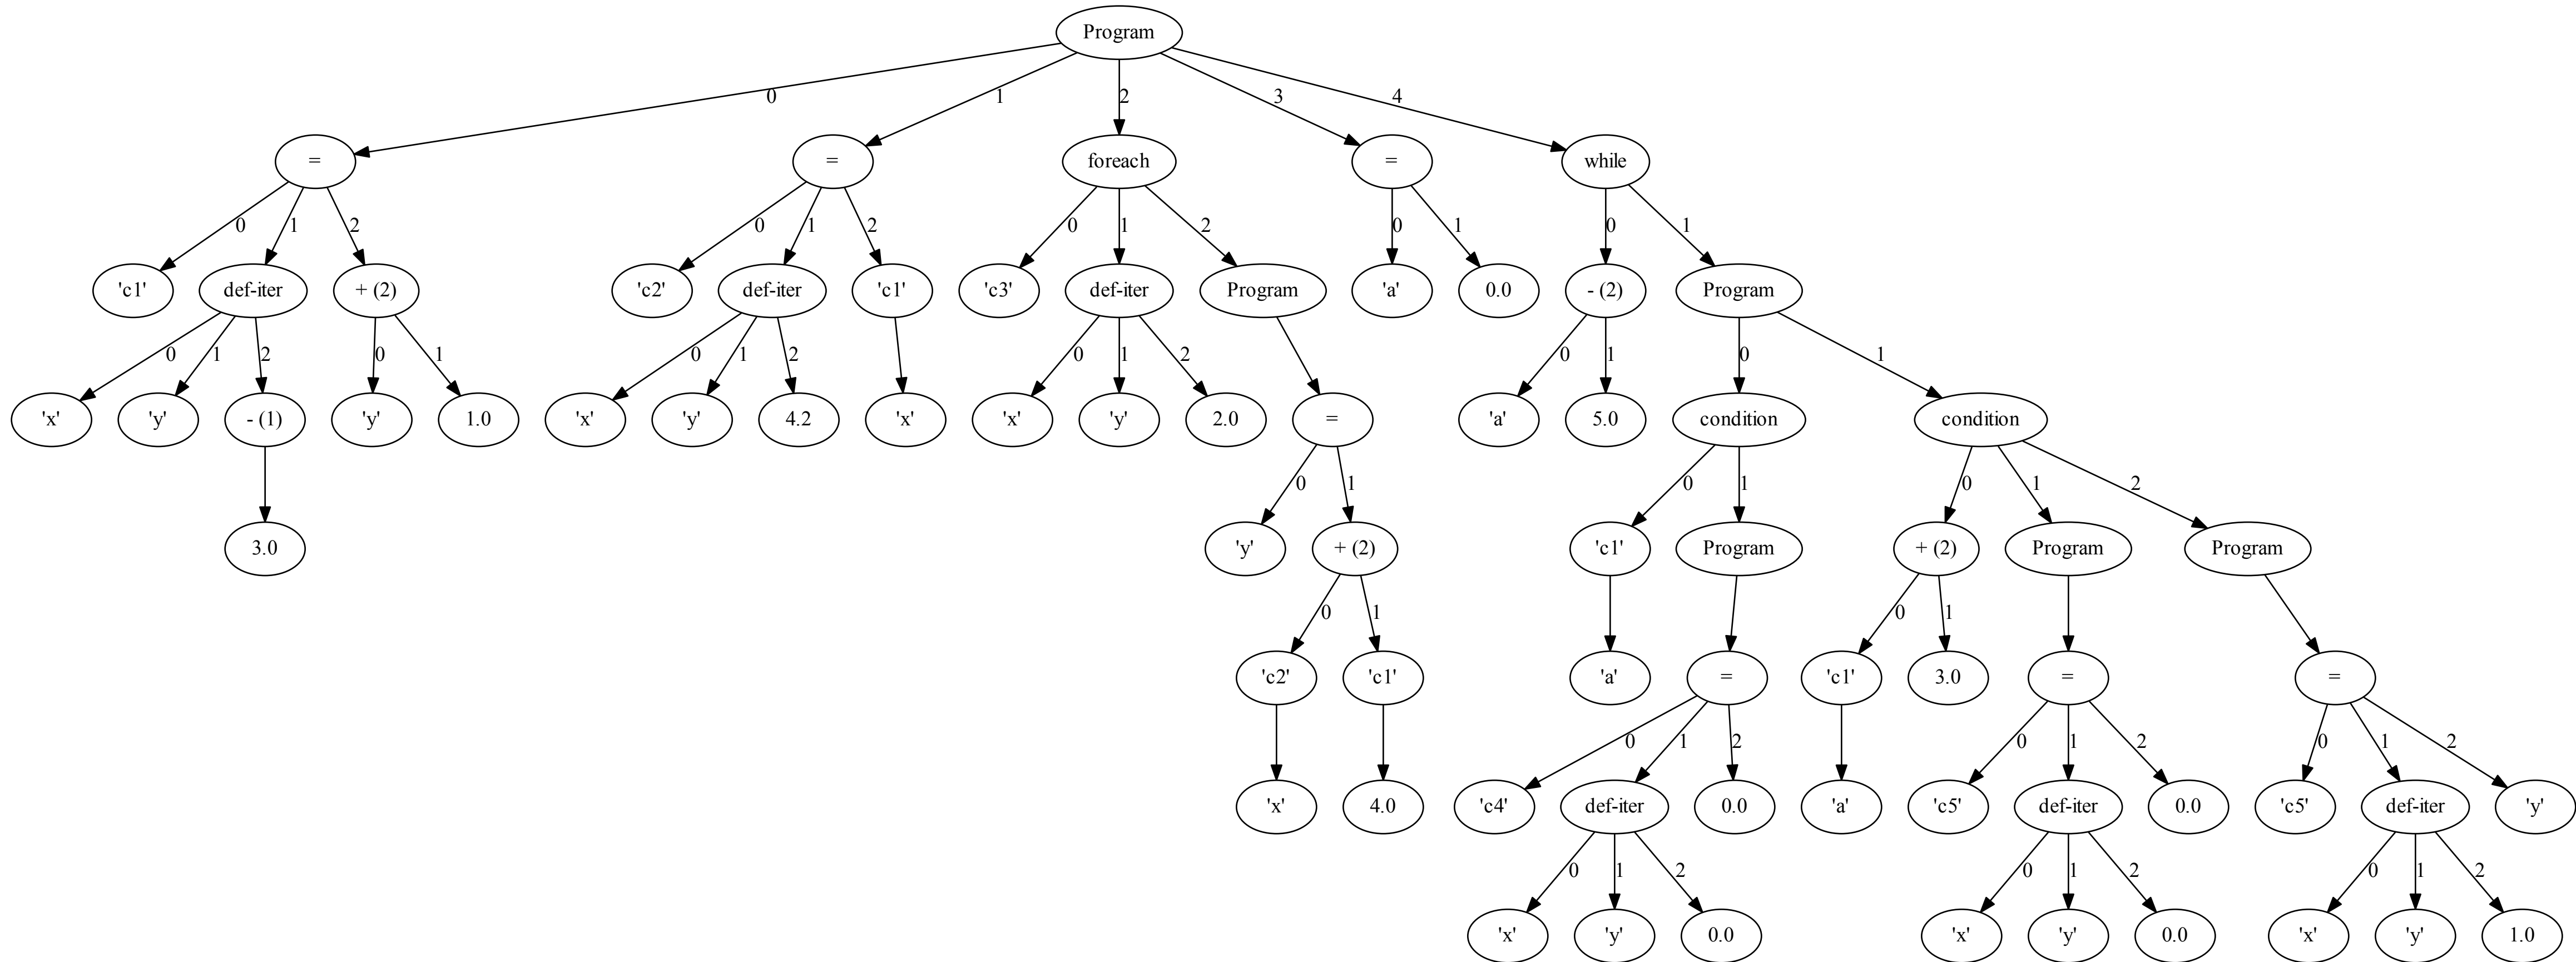 Program
0 1 2 3 4
= = foreach = while
0 1 2 0 1 2 0 1 2 0 1 0 1
'c1' def-iter + (2) 'c2' def-iter 'c1' 'c3' def-iter Program 'a' 0.0 - (2) Program
0 1 2 0 1 0 1 2 0 1 2 0 1 0 1
'x' 'y' - (1) 'y' 1.0 'x' 'y' 4.2 'x' 'x' 'y' 2.0 = 'a' 5.0 condition condition
0 1 0 1 0 1 2
3.0 'y' + (2) 'c1' Program + (2) Program Program
0 1 0 1
'c2' 'c1' 'a' = 'c1' 3.0 = =
0 1 2 0 1 2 0 1 2
'x' 4.0 'c4' def-iter 0.0 'a' 'c5' def-iter 0.0 'c5' def-iter 'y'
0 1 2 0 1 2 0 1 2
'x' 'y' 0.0 'x' 'y' 0.0 'x' 'y' 1.0